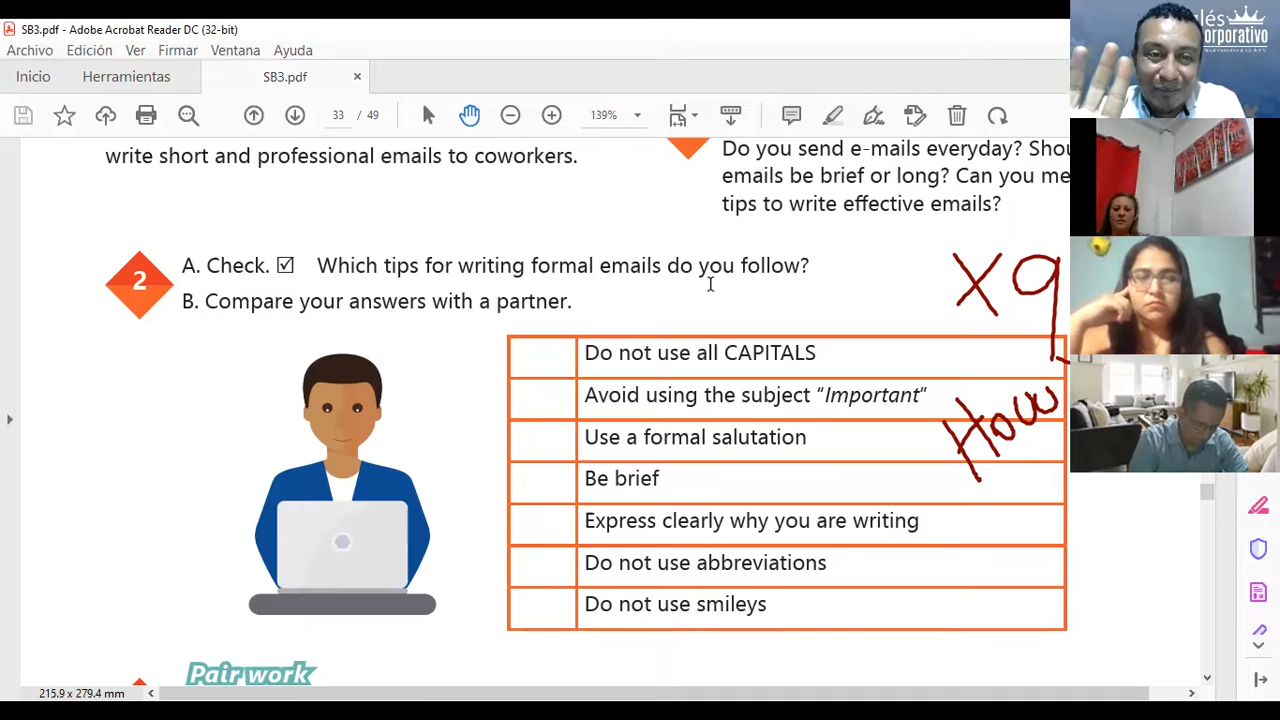 SB3.pdf - Adobe Acrobat Reader DC (32-bit)
Archivo Edición Ver Firmar Ventana Ayuda
Inicio Herramientas SB3.pdf ×
33 / 49 139%
write short and professional emails to coworkers.
Do you send e-mails everyday? Shou
emails be brief or long? Can you me
tips to write effective emails?
2
A. Check. ☑ Which tips for writing formal emails do you follow?
B. Compare your answers with a partner.
X9
How
Do not use all CAPITALS
Avoid using the subject “Important”
Use a formal salutation
Be brief
Express clearly why you are writing
Do not use abbreviations
Do not use smileys
Pair work
215.9 x 279.4 mm
lés
orporativo